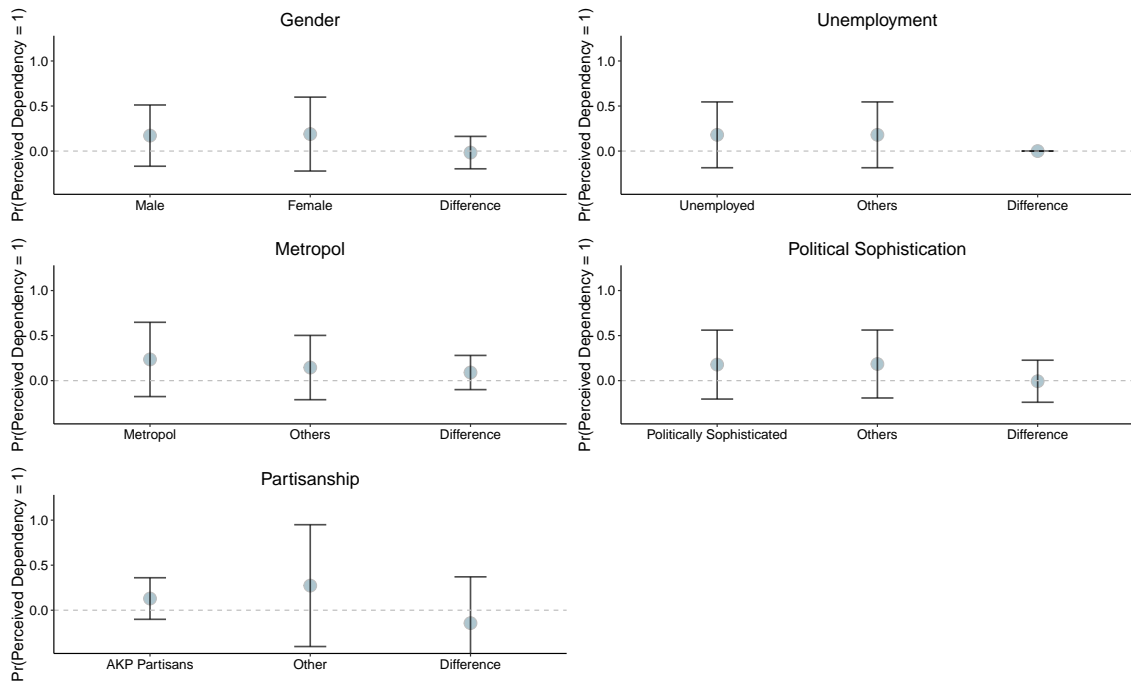 Gender
Pr(Perceived Dependency = 1)
1.0
0.5
0.0
Male Female Difference
Unemployment
Pr(Perceived Dependency = 1)
1.0
0.5
0.0
Unemployed Others Difference
Metropol
Pr(Perceived Dependency = 1)
1.0
0.5
0.0
Metropol Others Difference
Political Sophistication
Pr(Perceived Dependency = 1)
1.0
0.5
0.0
Politically Sophisticated Others Difference
Partisanship
Pr(Perceived Dependency = 1)
1.0
0.5
0.0
AKP Partisans Other Difference